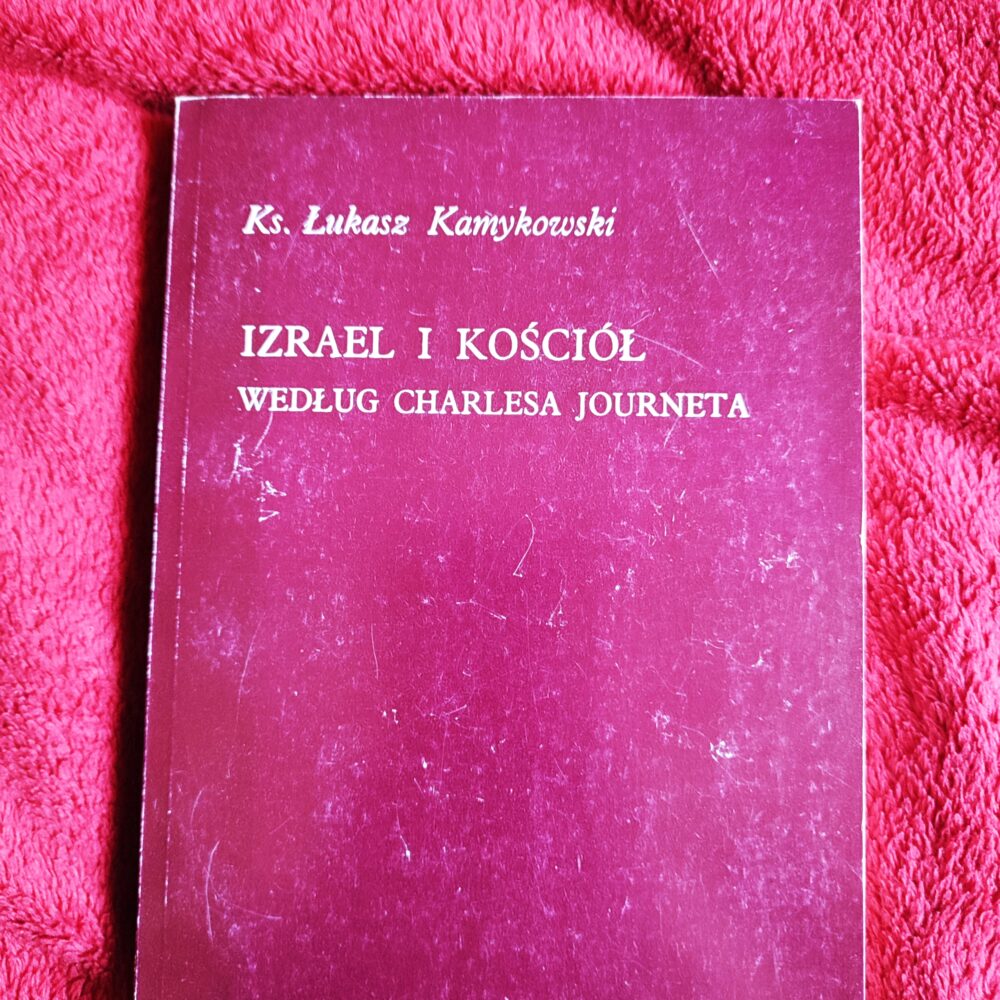 Ks. Łukasz Kamykowski
IZRAEL I KOŚCIÓŁ
WEDŁUG CHARLESA JOURNETA